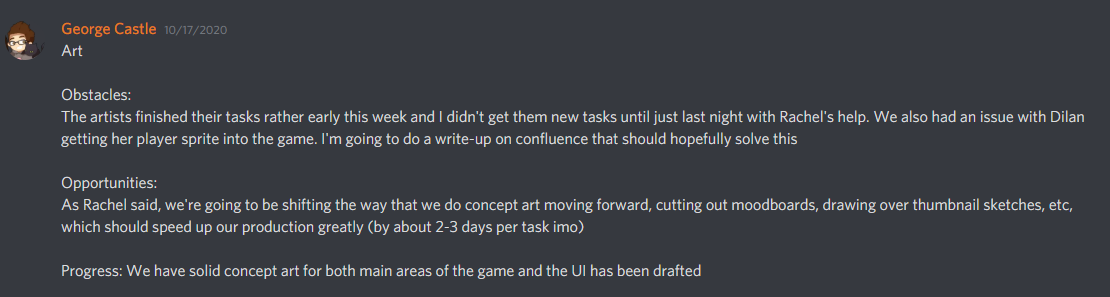 George Castle 10/17/2020
Art
Obstacles:
The artists finished their tasks rather early this week and I didn't get them new tasks until just last night with Rachel's help. We also had an issue with Dilan
getting her player sprite into the game. I'm going to do a write-up on confluence that should hopefully solve this
Opportunities:
As Rachel said, we're going to be shifting the way that we do concept art moving forward, cutting out moodboards, drawing over thumbnail sketches, etc,
which should speed up our production greatly (by about 2-3 days per task imo)
Progress: We have solid concept art for both main areas of the game and the UI has been drafted